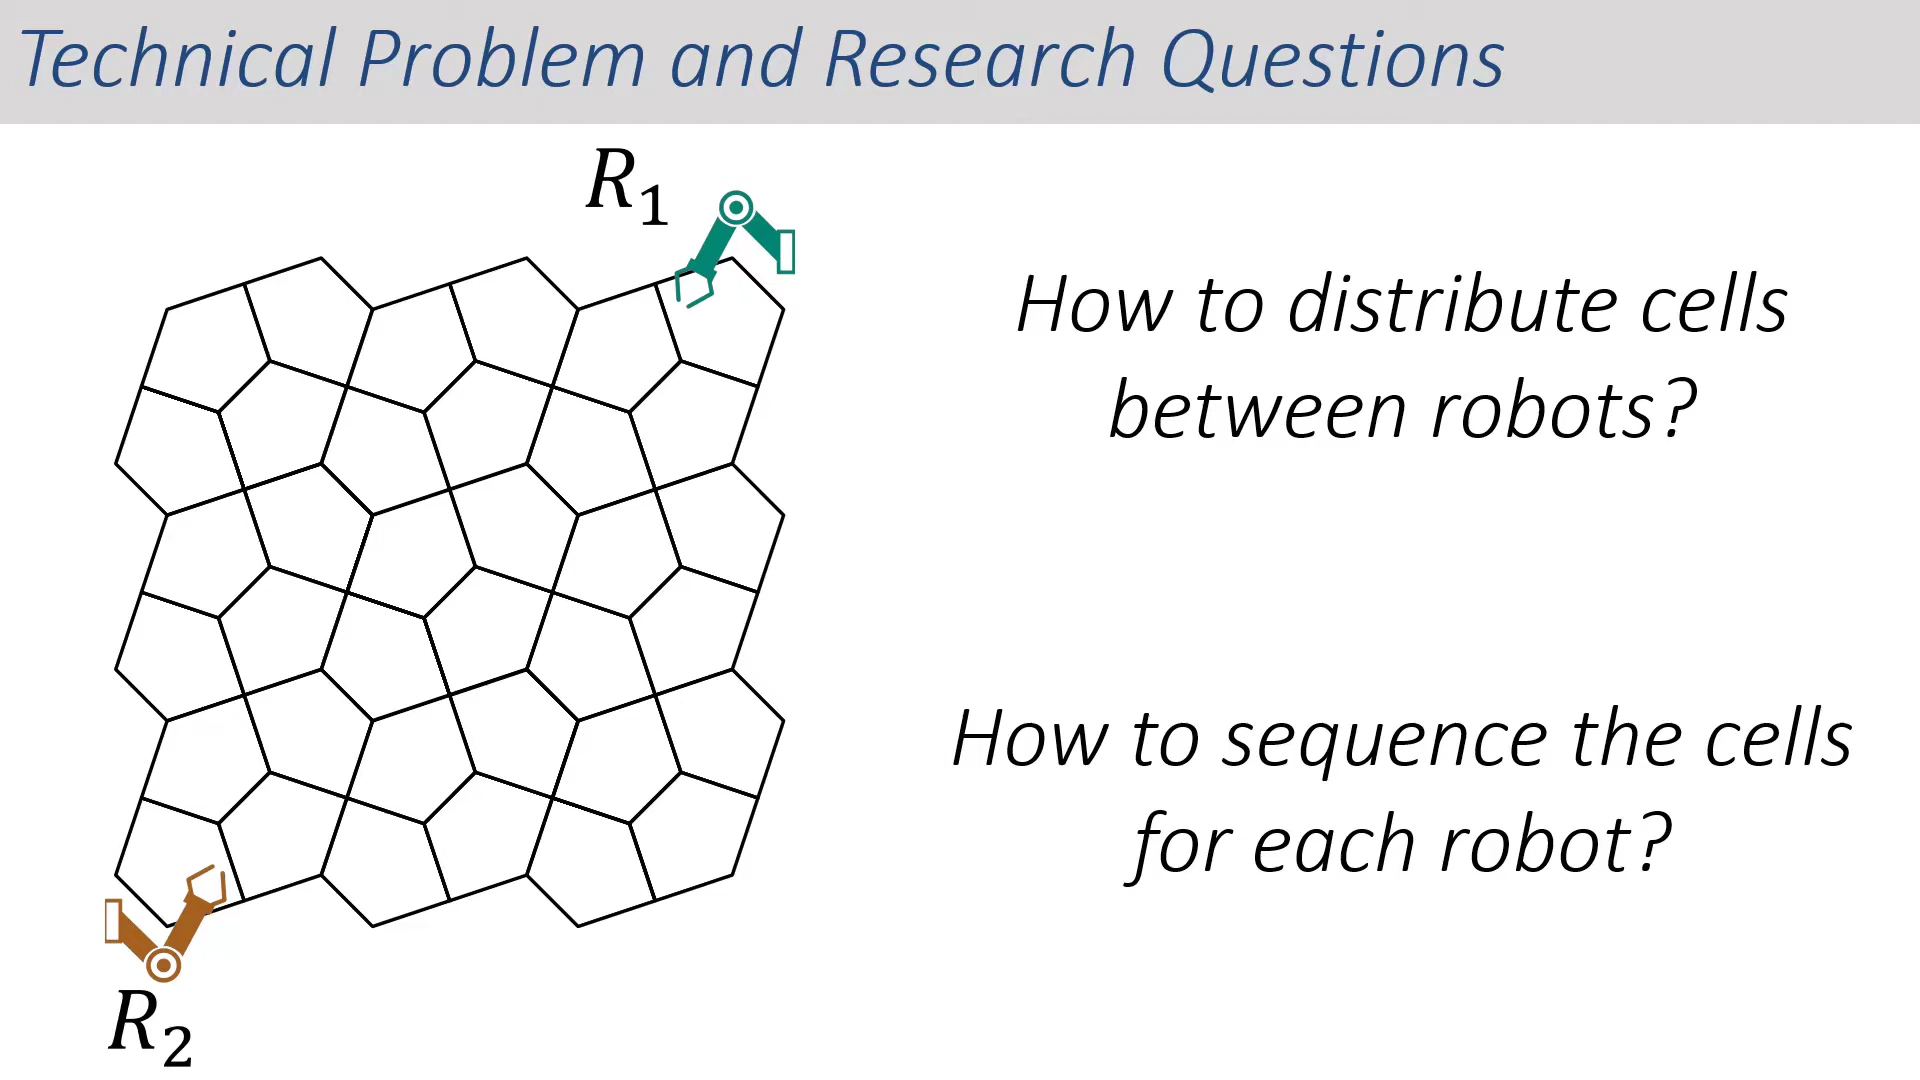 Technical Problem and Research Questions
R₁
How to distribute cells
between robots?
How to sequence the cells
for each robot?
R₂